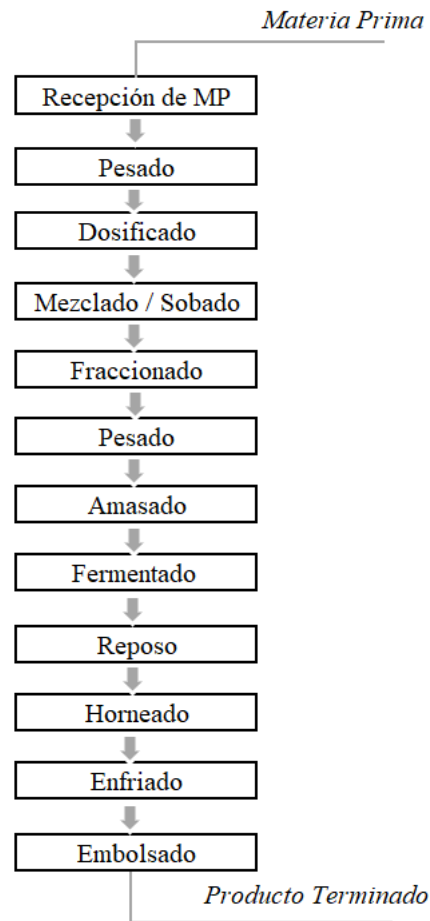 Materia Prima
Recepción de MP
Pesado
Dosificado
Mezclado / Sobado
Fraccionado
Pesado
Amasado
Fermentado
Reposo
Horneado
Enfriado
Embolsado
Producto Terminado